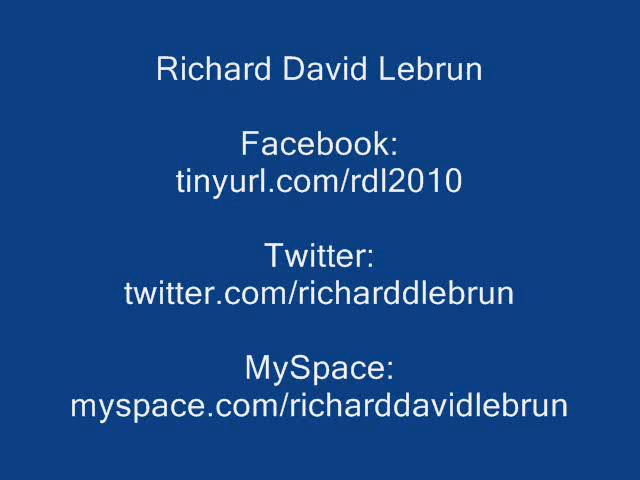 Richard David Lebrun
Facebook:
tinyurl.com/rdl2010
Twitter:
twitter.com/richarddlebrun
MySpace:
myspace.com/richarddavidlebrun